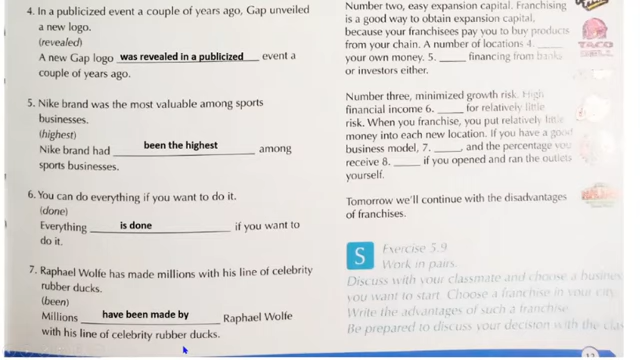 4. In a publicized event a couple of years ago, Gap unveiled
a new logo.
(revealed)
A new Gap logo was revealed in a publicized event a
couple of years ago.
5. Nike brand was the most valuable among sports
businesses.
(highest)
Nike brand had been the highest among
sports businesses.
6. You can do everything if you want to do it.
(done)
Everything is done if you want to
do it.
7. Raphael Wolfe has made millions with his line of celebrity
rubber ducks.
(been)
Millions have been made by Raphael Wolfe
with his line of celebrity rubber ducks.
Number two, easy expansion capital. Franchising
is a good way to obtain expansion capital,
because your franchisees pay you to buy products
from your chain. A number of locations 4. ____
your own money. 5. ____ financing from banks
or investors either.
Number three, minimized growth risk. High
financial income 6. ____ for relatively little
risk. When you franchise, you put relatively little
money into each new location. If you have a good
business model, 7. ____, and the percentage you
receive 8. ____ if you opened and ran the outlets
yourself.
Tomorrow we'll continue with the disadvantages
of franchises.
TACO
BELL
S
Exercise 5.9
Work in pairs.
Discuss with your classmate and choose a busines
you want to start. Choose a franchise in your city.
Write the advantages of such a franchise.
Be prepared to discuss your decision with the clas